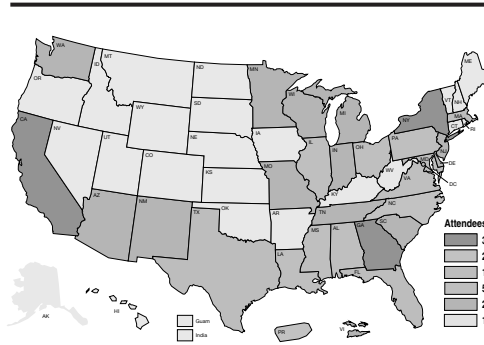 WA
MT
ND
MN
ME
OR
ID
SD
WI
MI
VT
NH
NY
MA
WY
CT
RI
CA
NV
NE
IA
PA
NJ
UT
CO
IL
IN
OH
MD
DE
WV
VA
DC
KS
MO
KY
NC
AZ
NM
OK
TN
AR
SC
TX
MS
AL
GA
LA
FL
Attendees
AK
HI
Guam
India
PR
VI